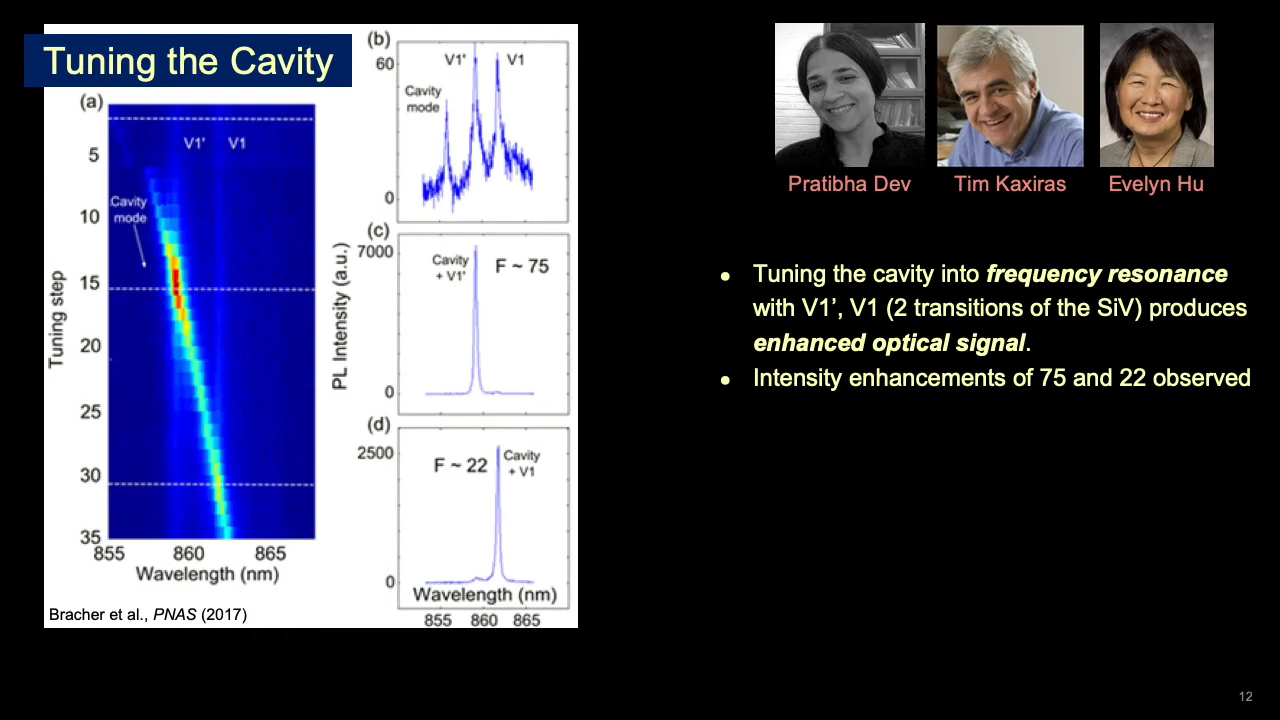 Tuning the Cavity
(a)
V1' V1
Cavity
mode
5
10
15
20
25
30
35
Tuning step
855 860 865
Wavelength (nm)
(b)
60
0
V1' V1
Cavity
mode
(c)
7000
0
Cavity
+ V1'
F ~ 75
PL Intensity (a.u.)
(d)
2500
0
F ~ 22
Cavity
+ V1
Wavelength (nm)
855 860 865
Bracher et al., PNAS (2017)
Pratibha Dev
Tim Kaxiras
Evelyn Hu
● Tuning the cavity into frequency resonance
with V1’, V1 (2 transitions of the SiV) produces
enhanced optical signal.
● Intensity enhancements of 75 and 22 observed
12